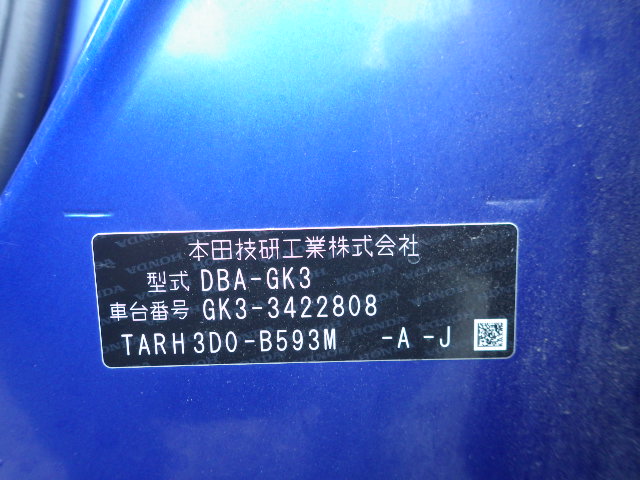 本田技研工業株式会社
型式 DBA-GK3
車台番号 GK3-3422808
TARH3D0-B593M -A -J